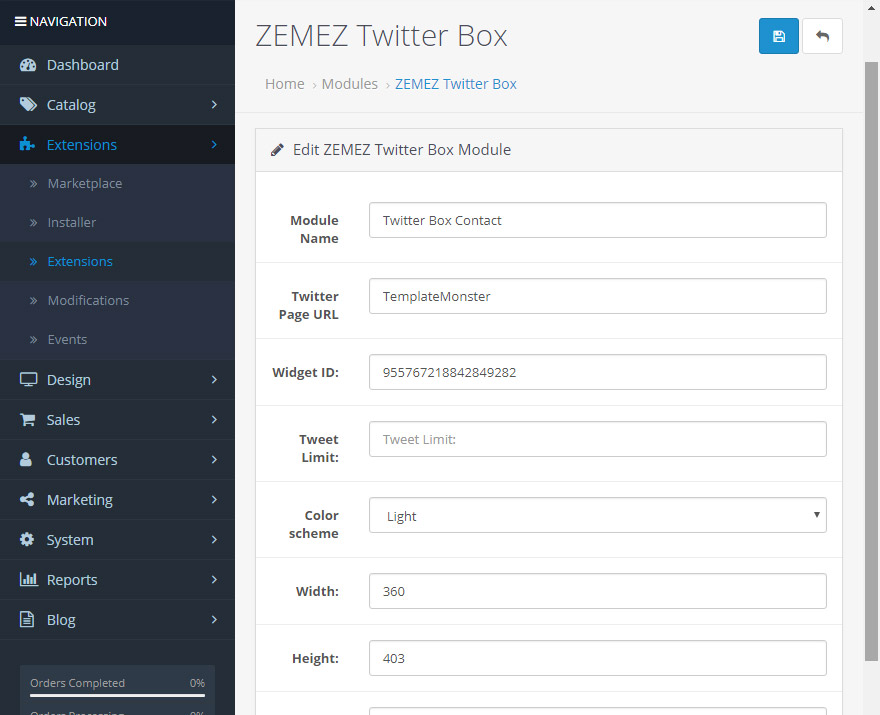 NAVIGATION
Dashboard
Catalog
Extensions
Marketplace
Installer
Extensions
Modifications
Events
Design
Sales
Customers
Marketing
System
Reports
Blog
Orders Completed 0%
Orders Processing 0%
ZEMEZ Twitter Box
Home › Modules › ZEMEZ Twitter Box
Edit ZEMEZ Twitter Box Module
Module
Name
Twitter Box Contact
Twitter
Page URL
TemplateMonster
Widget ID:
955767218842849282
Tweet
Limit:
Tweet Limit:
Color
scheme
Light
Width:
360
Height:
403